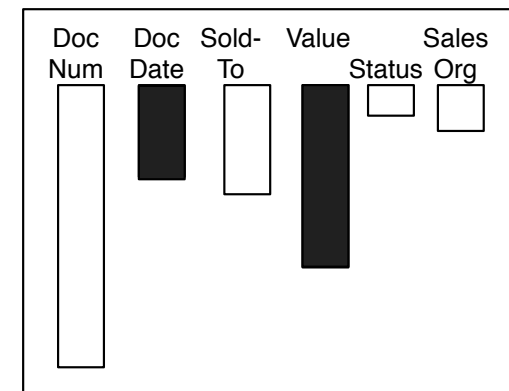 Doc Doc Sold- Value Sales
Num Date To Status Org